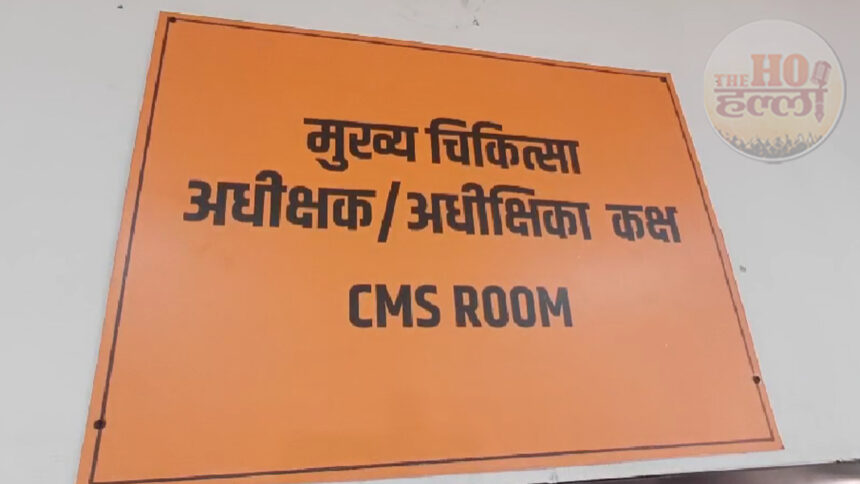 मुख्य चिकित्सा
अधीक्षक/अधीक्षिका कक्ष
CMS ROOM
THE HO
हल्ला